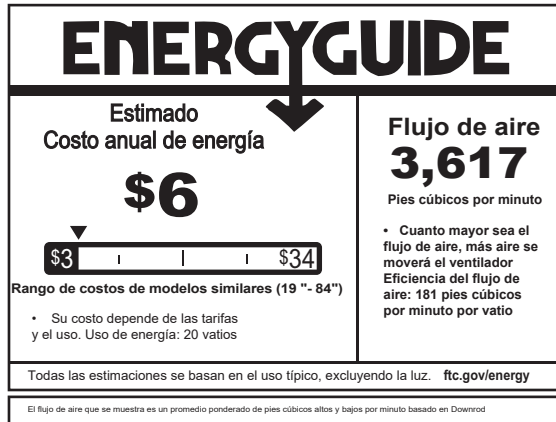 ENERGYGUIDE
Estimado
Costo anual de energía
$6
$3 $34
Rango de costos de modelos similares (19 "- 84")
• Su costo depende de las tarifas
y el uso. Uso de energía: 20 vatios
Flujo de aire
3,617
Pies cúbicos por minuto
• Cuanto mayor sea el
flujo de aire, más aire se
moverá el ventilador
Eficiencia del flujo de
aire: 181 pies cúbicos
por minuto por vatio
Todas las estimaciones se basan en el uso típico, excluyendo la luz. ftc.gov/energy
El flujo de aire que se muestra es un promedio ponderado de pies cúbicos altos y bajos por minuto basado en Downrod